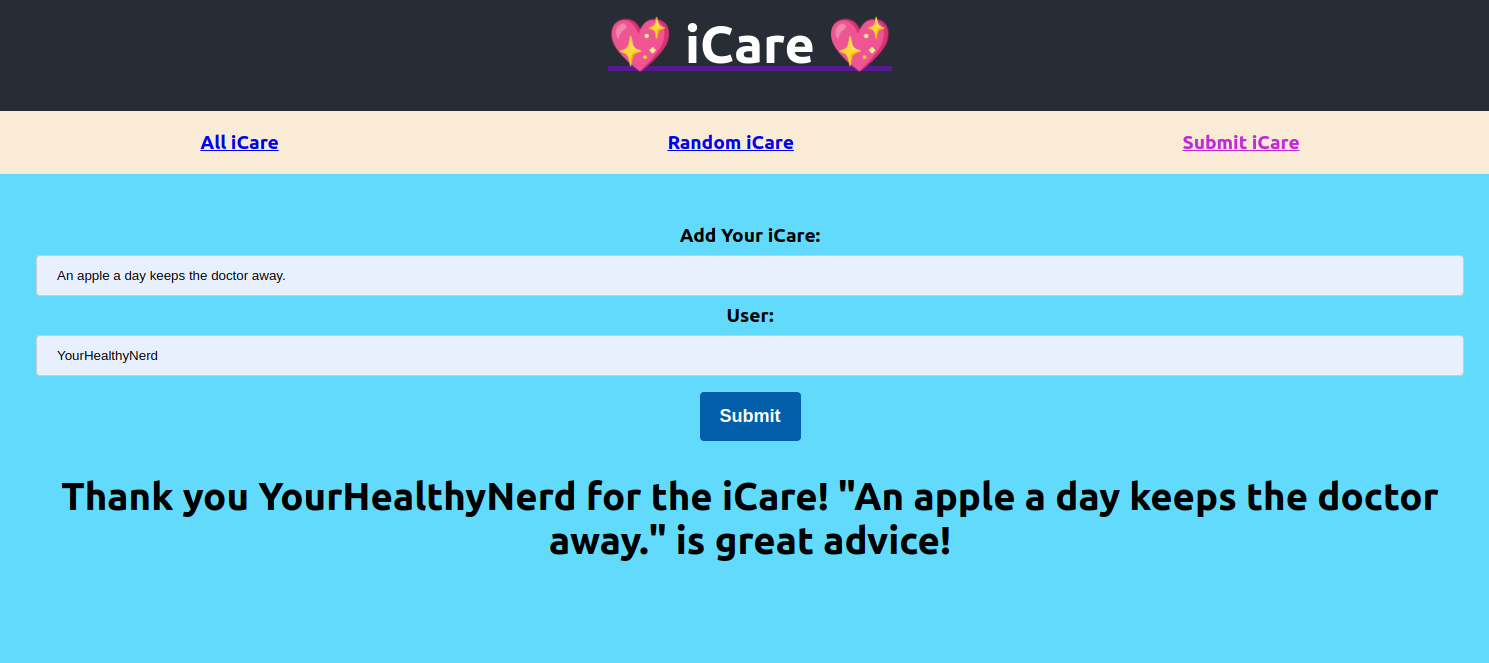 💖 iCare 💖
All iCare Random iCare Submit iCare
Add Your iCare:
An apple a day keeps the doctor away.
User:
YourHealthyNerd
Submit
Thank you YourHealthyNerd for the iCare! "An apple a day keeps the doctor
away." is great advice!